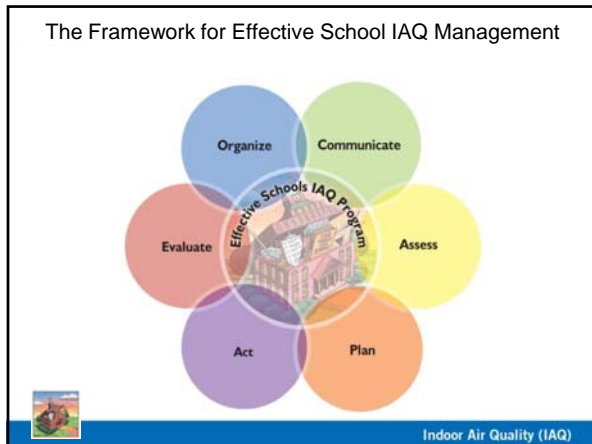 The Framework for Effective School IAQ Management
Organize
Communicate
Effective Schools IAQ Program
Evaluate
Assess
Act
Plan
Indoor Air Quality (IAQ)